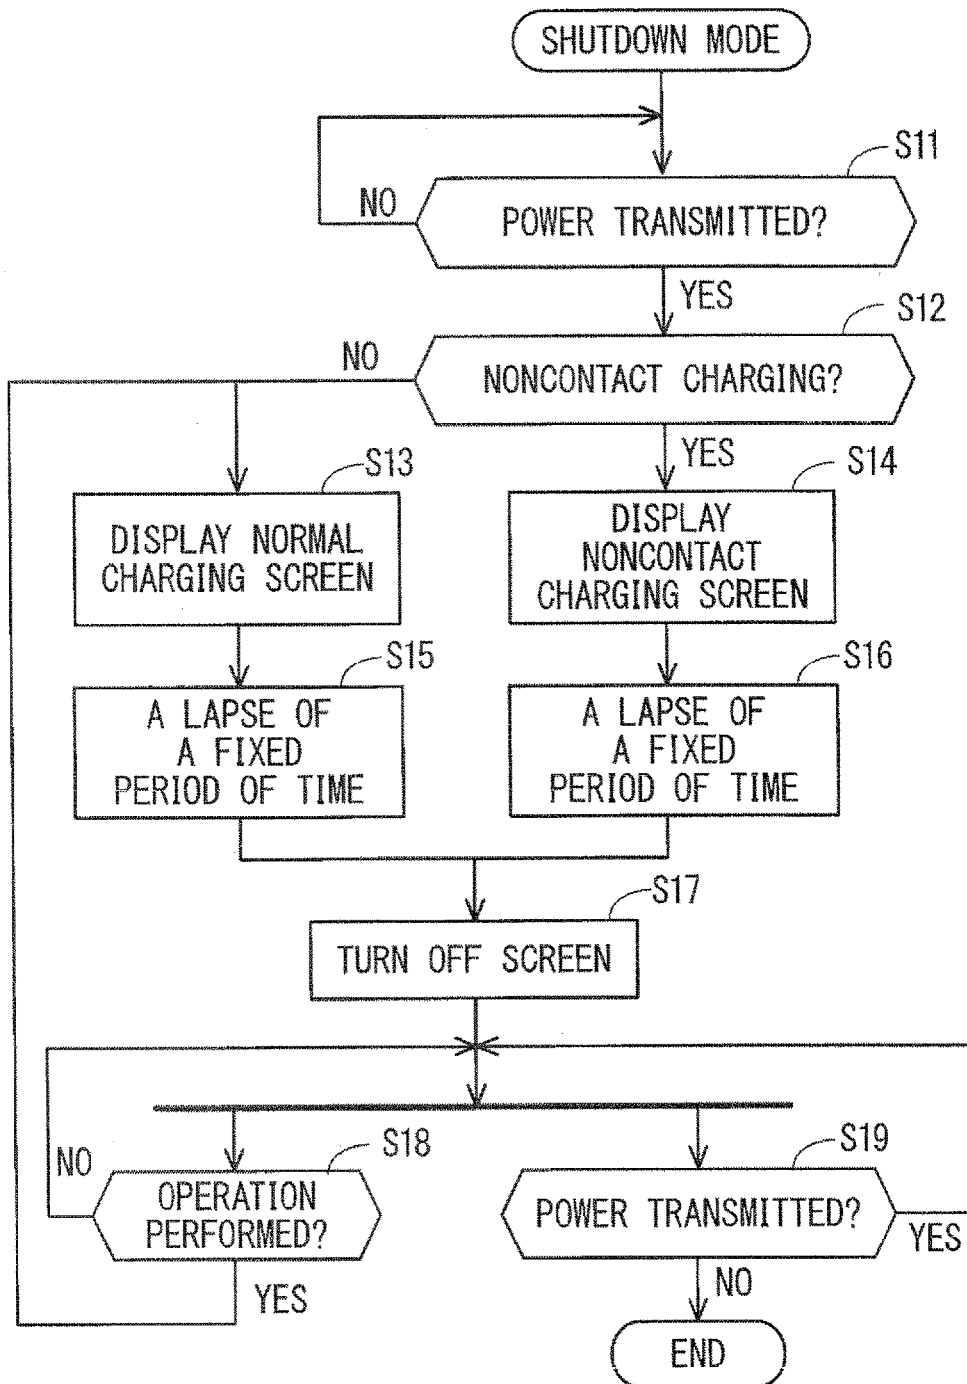 SHUTDOWN MODE
S11
NO
POWER TRANSMITTED?
YES
S12
NO
NONCONTACT CHARGING?
YES
S13
S14
DISPLAY NORMAL
CHARGING SCREEN
DISPLAY
NONCONTACT
CHARGING SCREEN
S15
S16
A LAPSE OF
A FIXED
PERIOD OF TIME
A LAPSE OF
A FIXED
PERIOD OF TIME
S17
TURN OFF SCREEN
S18
S19
NO
OPERATION
PERFORMED?
POWER TRANSMITTED?
YES
YES
NO
END